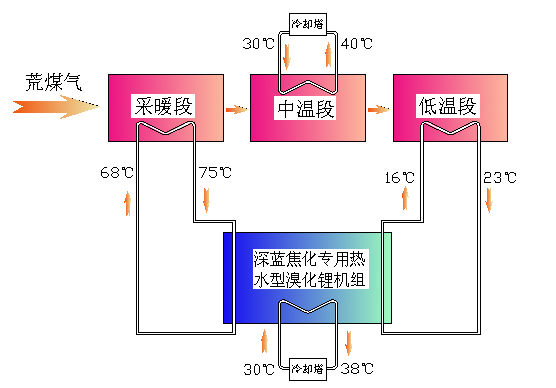 冷却塔
30℃
40℃
荒煤气
采暖段
中温段
低温段
68℃
75℃
16℃
23℃
深蓝焦化专用热
水型溴化锂机组
30℃
冷却塔
38℃